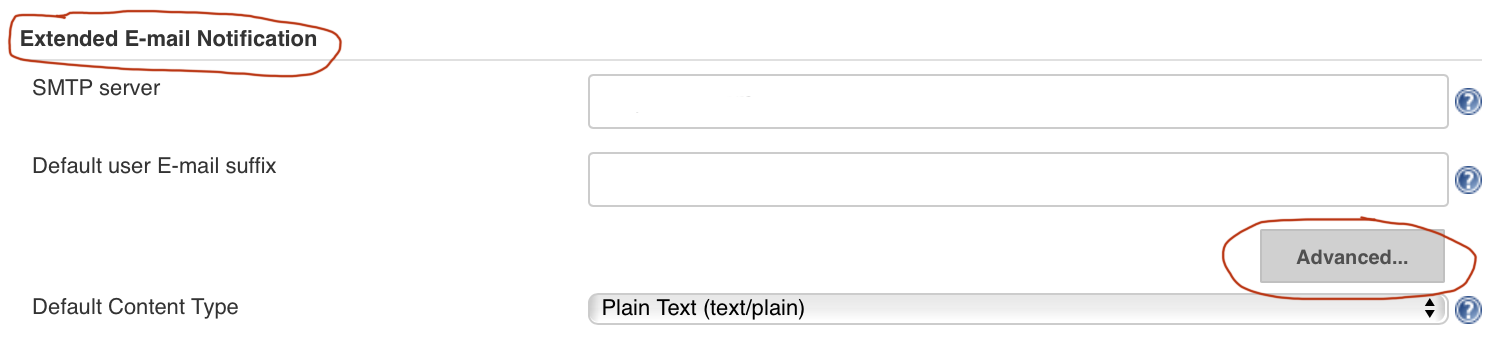 Extended E-mail Notification
SMTP server
Default user E-mail suffix
Advanced...
Default Content Type
Plain Text (text/plain)